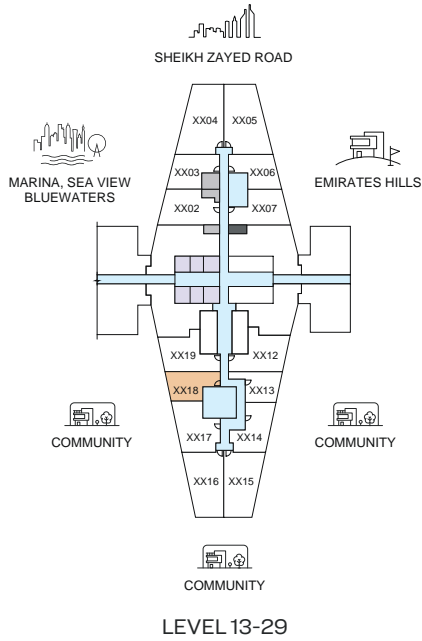 SHEIKH ZAYED ROAD
XX04 XX05
MARINA, SEA VIEW
BLUEWATERS
EMIRATES HILLS
XX03 XX06
XX02 XX07
XX19 XX12
XX18 XX13
XX17 XX14
COMMUNITY
COMMUNITY
XX16 XX15
COMMUNITY
LEVEL 13-29